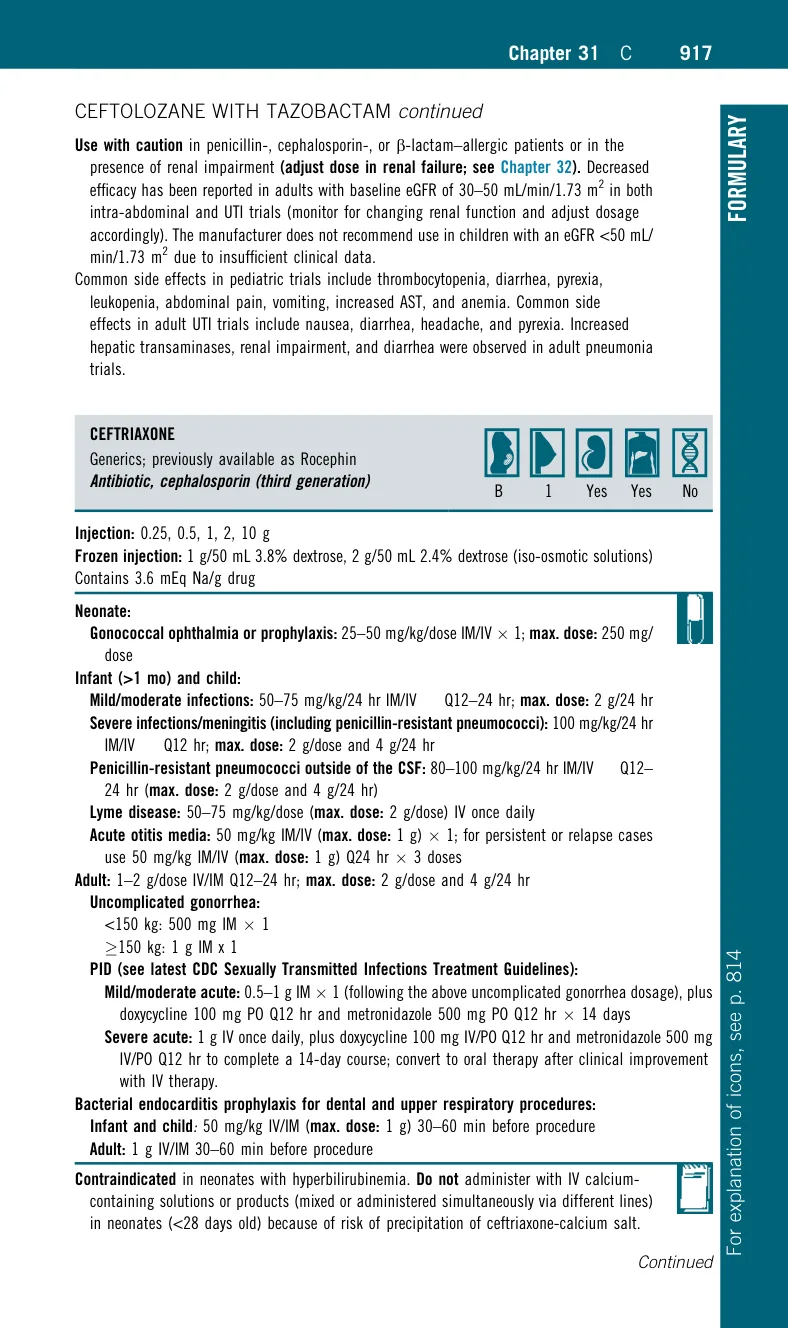 Chapter 31 C 917
CEFTOLOZANE WITH TAZOBACTAM continued
Use with caution in penicillin-, cephalosporin-, or β-lactam–allergic patients or in the
presence of renal impairment (adjust dose in renal failure; see Chapter 32). Decreased
efficacy has been reported in adults with baseline eGFR of 30–50 mL/min/1.73 m² in both
intra-abdominal and UTI trials (monitor for changing renal function and adjust dosage
accordingly). The manufacturer does not recommend use in children with an eGFR <50 mL/
min/1.73 m² due to insufficient clinical data.
Common side effects in pediatric trials include thrombocytopenia, diarrhea, pyrexia,
leukopenia, abdominal pain, vomiting, increased AST, and anemia. Common side
effects in adult UTI trials include nausea, diarrhea, headache, and pyrexia. Increased
hepatic transaminases, renal impairment, and diarrhea were observed in adult pneumonia
trials.
CEFTRIAXONE
Generics; previously available as Rocephin
Antibiotic, cephalosporin (third generation)
B 1 Yes Yes No
Injection: 0.25, 0.5, 1, 2, 10 g
Frozen injection: 1 g/50 mL 3.8% dextrose, 2 g/50 mL 2.4% dextrose (iso-osmotic solutions)
Contains 3.6 mEq Na/g drug
Neonate:
Gonococcal ophthalmia or prophylaxis: 25–50 mg/kg/dose IM/IV × 1; max. dose: 250 mg/
dose
Infant (>1 mo) and child:
Mild/moderate infections: 50–75 mg/kg/24 hr IM/IV Q12–24 hr; max. dose: 2 g/24 hr
Severe infections/meningitis (including penicillin-resistant pneumococci): 100 mg/kg/24 hr
IM/IV Q12 hr; max. dose: 2 g/dose and 4 g/24 hr
Penicillin-resistant pneumococci outside of the CSF: 80–100 mg/kg/24 hr IM/IV Q12–
24 hr (max. dose: 2 g/dose and 4 g/24 hr)
Lyme disease: 50–75 mg/kg/dose (max. dose: 2 g/dose) IV once daily
Acute otitis media: 50 mg/kg IM/IV (max. dose: 1 g) × 1; for persistent or relapse cases
use 50 mg/kg IM/IV (max. dose: 1 g) Q24 hr × 3 doses
Adult: 1–2 g/dose IV/IM Q12–24 hr; max. dose: 2 g/dose and 4 g/24 hr
Uncomplicated gonorrhea:
<150 kg: 500 mg IM × 1
≥150 kg: 1 g IM x 1
PID (see latest CDC Sexually Transmitted Infections Treatment Guidelines):
Mild/moderate acute: 0.5–1 g IM × 1 (following the above uncomplicated gonorrhea dosage), plus
doxycycline 100 mg PO Q12 hr and metronidazole 500 mg PO Q12 hr × 14 days
Severe acute: 1 g IV once daily, plus doxycycline 100 mg IV/PO Q12 hr and metronidazole 500 mg
IV/PO Q12 hr to complete a 14-day course; convert to oral therapy after clinical improvement
with IV therapy.
Bacterial endocarditis prophylaxis for dental and upper respiratory procedures:
Infant and child: 50 mg/kg IV/IM (max. dose: 1 g) 30–60 min before procedure
Adult: 1 g IV/IM 30–60 min before procedure
Contraindicated in neonates with hyperbilirubinemia. Do not administer with IV calcium-
containing solutions or products (mixed or administered simultaneously via different lines)
in neonates (<28 days old) because of risk of precipitation of ceftriaxone-calcium salt.
Continued
FORMULARY
For explanation of icons, see p. 814